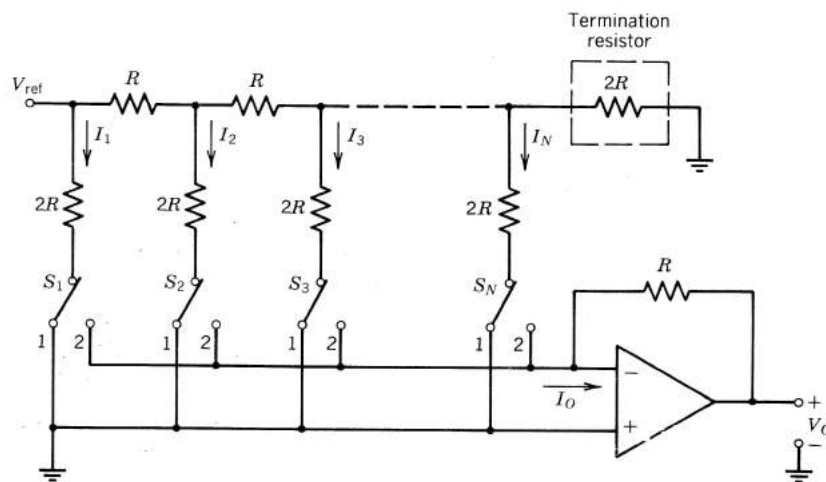 Termination
resistor
V_ref
R
R
2R
I_1
I_2
I_3
I_N
2R
2R
2R
2R
S_1
S_2
S_3
S_N
R
1
2
1
2
1
2
1
2
I_O
−
+
+
−